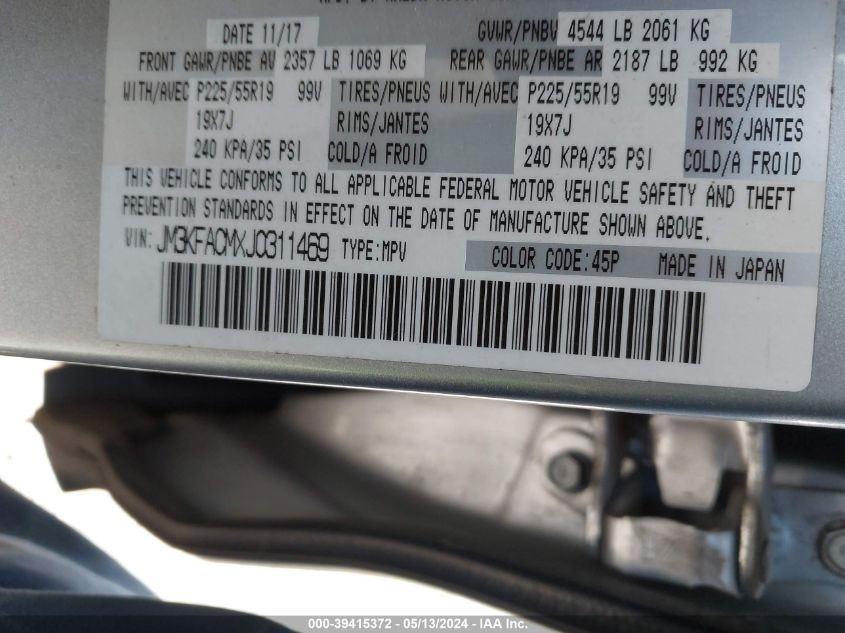 DATE 11/17 GVWR/PNBV 4544 LB 2061 KG
FRONT GAWR/PNBE AV 2357 LB 1069 KG REAR GAWR/PNBE AR 2187 LB 992 KG
WITH/AVEC P225/55R19 99V TIRES/PNEUS WITH/AVEC P225/55R19 99V TIRES/PNEUS
19X7J RIMS/JANTES 19X7J RIMS/JANTES
240 KPA/35 PSI COLD/A FROID 240 KPA/35 PSI COLD/A FROID
THIS VEHICLE CONFORMS TO ALL APPLICABLE FEDERAL MOTOR VEHICLE SAFETY AND THEFT
PREVENTION STANDARDS IN EFFECT ON THE DATE OF MANUFACTURE SHOWN ABOVE.
VIN: JM3KFACMXJ0311469 TYPE:MPV COLOR CODE:45P MADE IN JAPAN
000-39415372 - 05/13/2024 - IAA Inc.